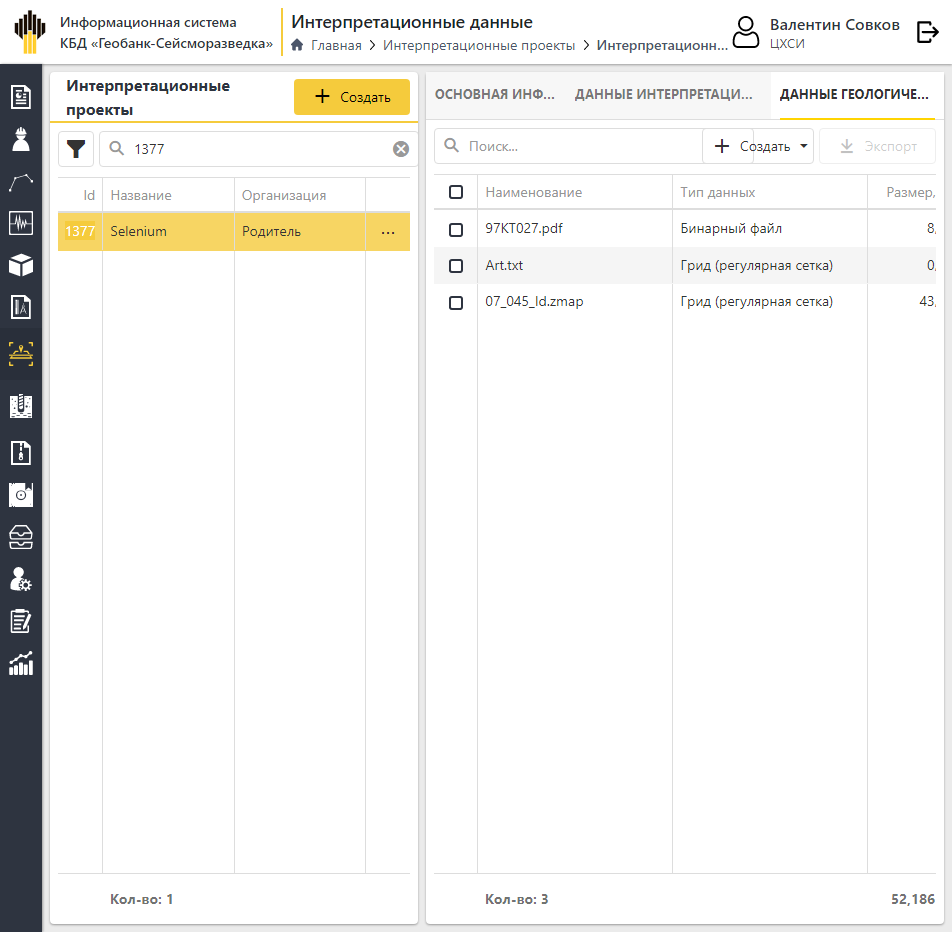 Информационная система
КБД «Геобанк-Сейсморазведка»
Интерпретационные данные
Главная > Интерпретационные проекты > Интерпретационн...
Валентин Совков
ЦХСИ
Интерпретационные
проекты
Создать
1377
Id Название Организация
1377 Selenium Родитель ...
Кол-во: 1
ОСНОВНАЯ ИНФ... ДАННЫЕ ИНТЕРПРЕТАЦИ... ДАННЫЕ ГЕОЛОГИЧЕ...
Поиск... Создать Экспорт
Наименование Тип данных Размер,
97КТ027.pdf Бинарный файл 8,
Art.txt Грид (регулярная сетка) 0,
07_045_ld.zmap Грид (регулярная сетка) 43,
Кол-во: 3 52,186